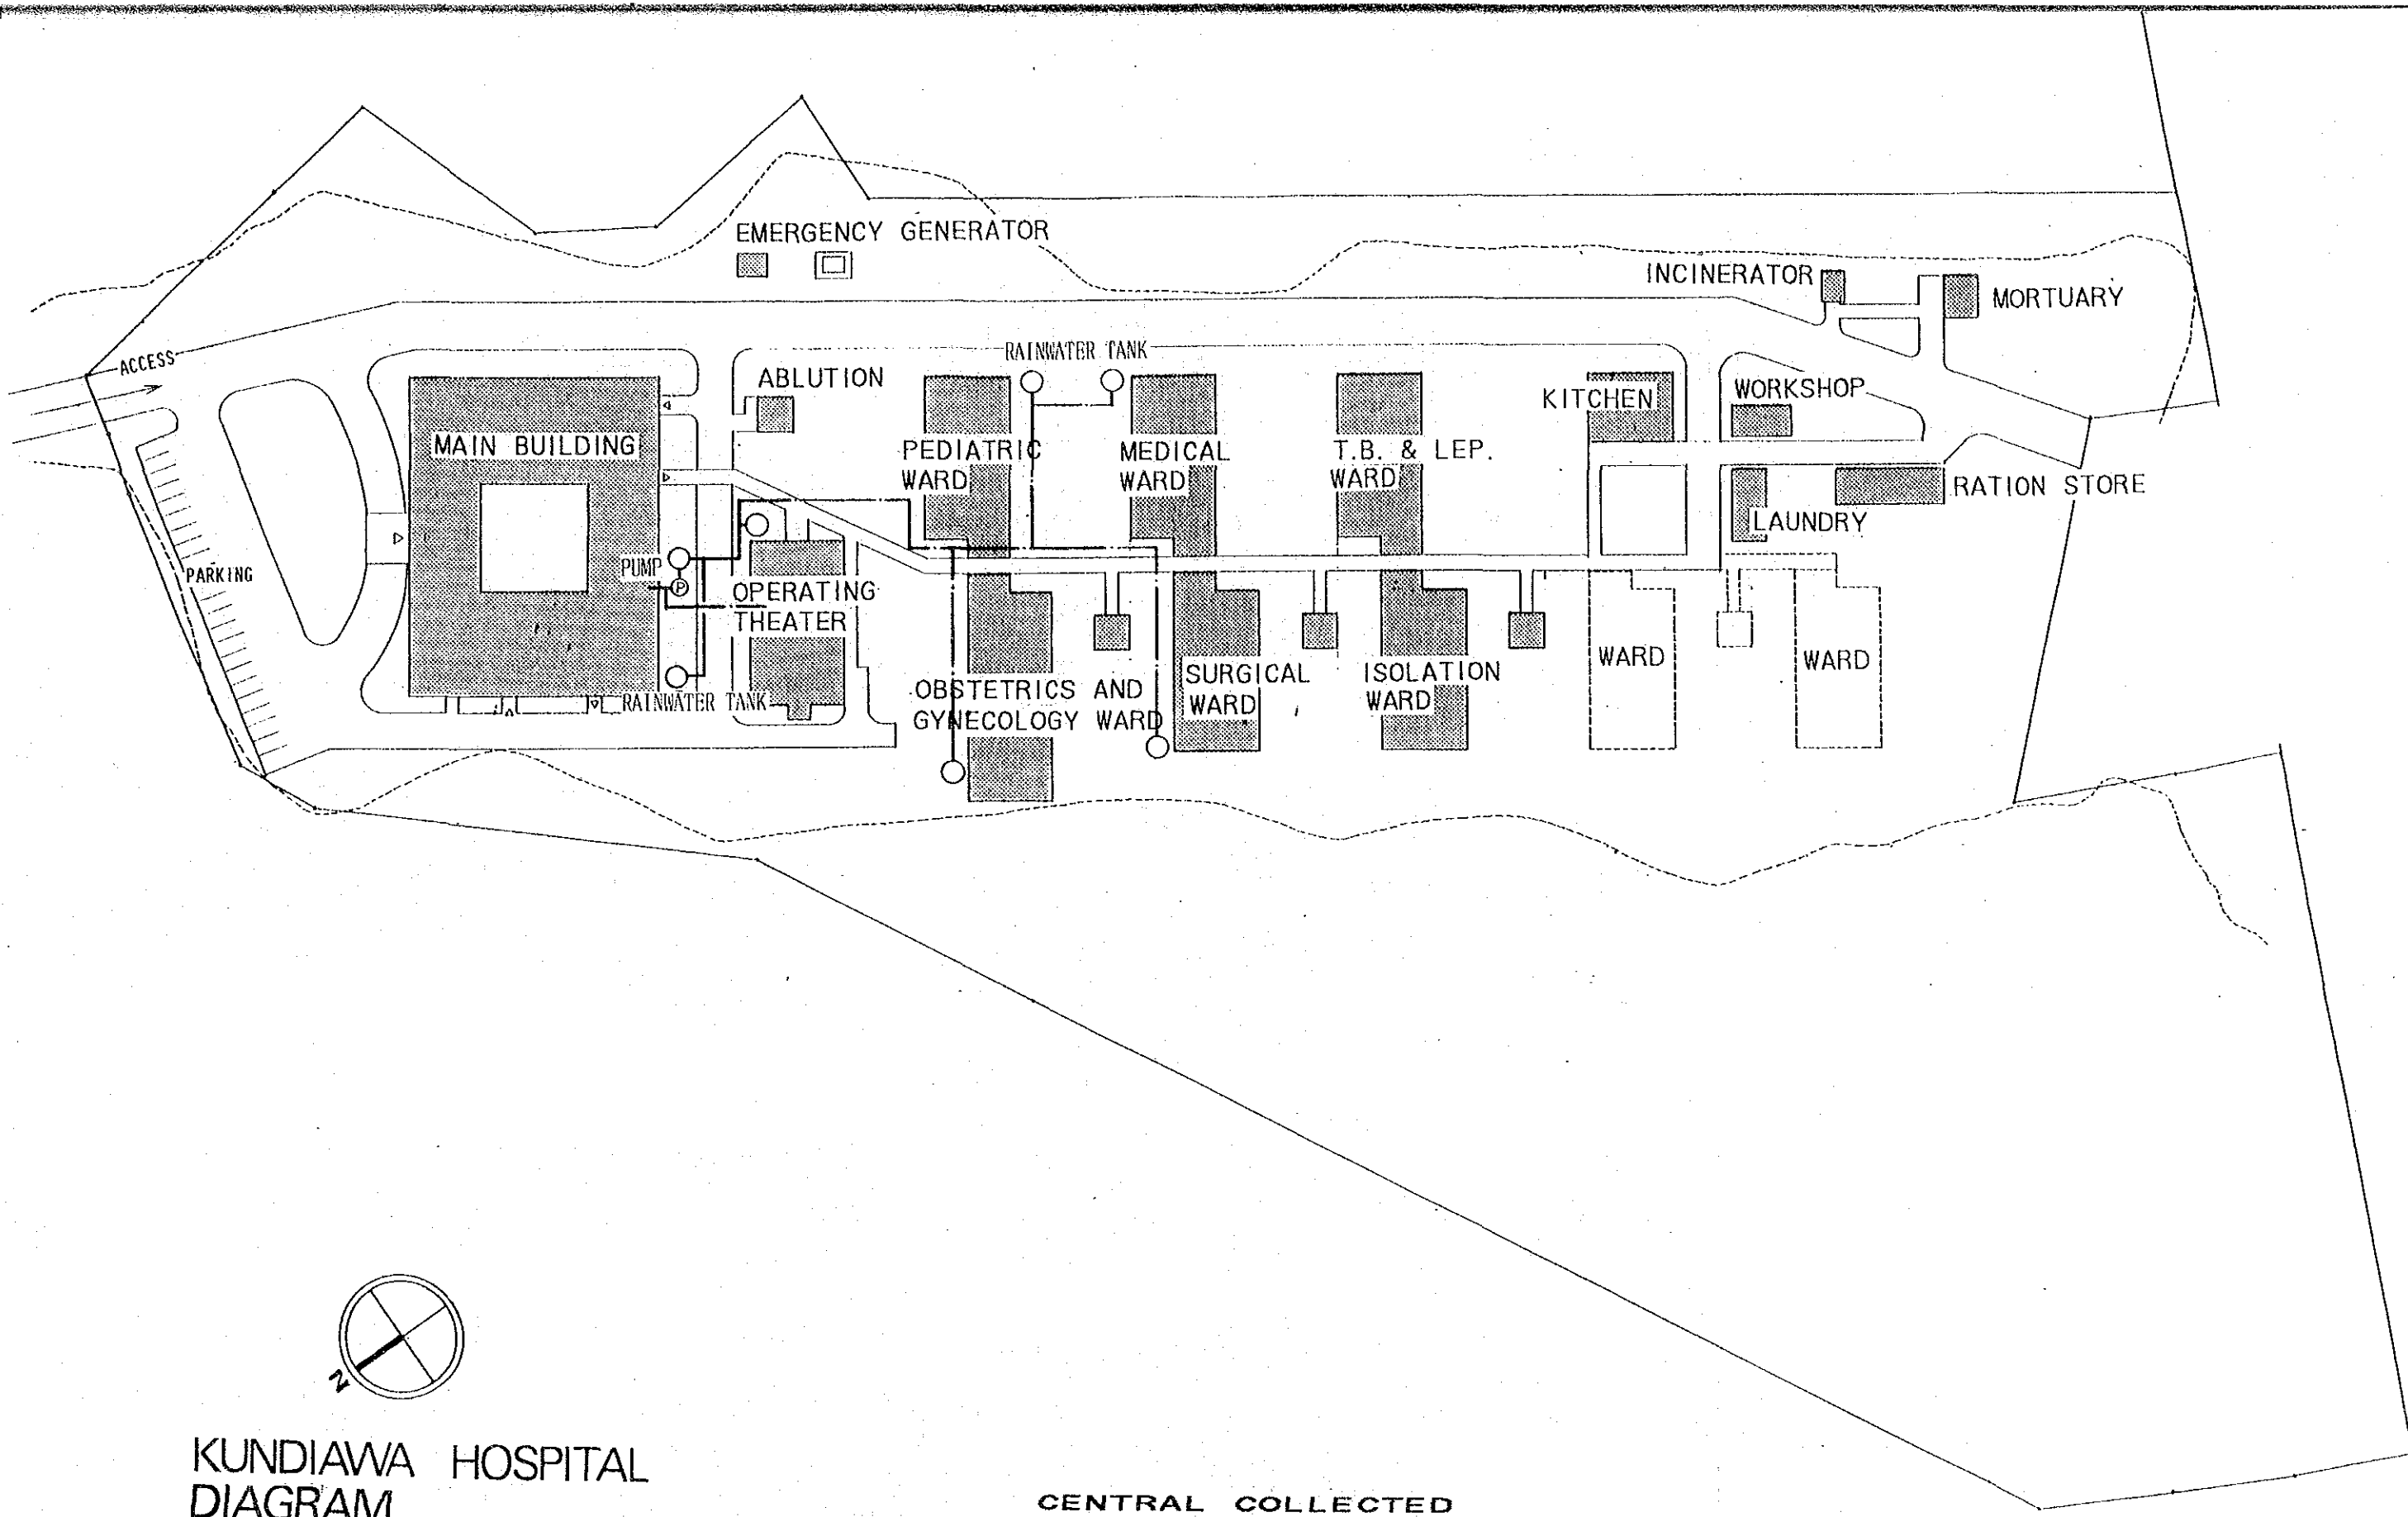 EMERGENCY GENERATOR
INCINERATOR
MORTUARY
ACCESS
RAINWATER TANK
ABLUTION
KITCHEN
WORKSHOP
MAIN BUILDING
PEDIATRIC
WARD
MEDICAL
WARD
T.B. & LEP.
WARD
RATION STORE
LAUNDRY
PARKING
PUMP
P
OPERATING
THEATER
WARD
WARD
SURGICAL
WARD
ISOLATION
WARD
OBSTETRICS AND
GYNECOLOGY WARD
RAINWATER TANK
N
KUNDIAWA HOSPITAL
DIAGRAM
CENTRAL COLLECTED